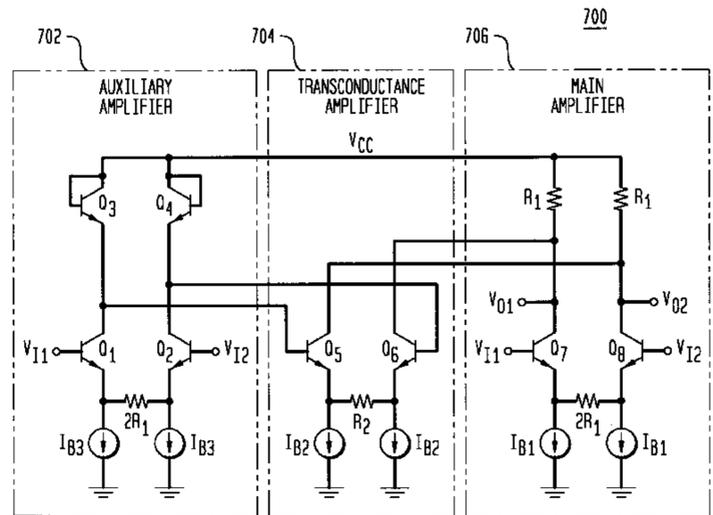 700
702
704
706
AUXILIARY
AMPLIFIER
TRANSCONDUCTANCE
AMPLIFIER
MAIN
AMPLIFIER
VCC
Q3
Q4
R1
R1
VO1
VO2
VI1
Q1
Q2
VI2
Q5
Q6
VI1
Q7
Q8
VI2
2R1
R2
2R1
IB3
IB3
IB2
IB2
IB1
IB1